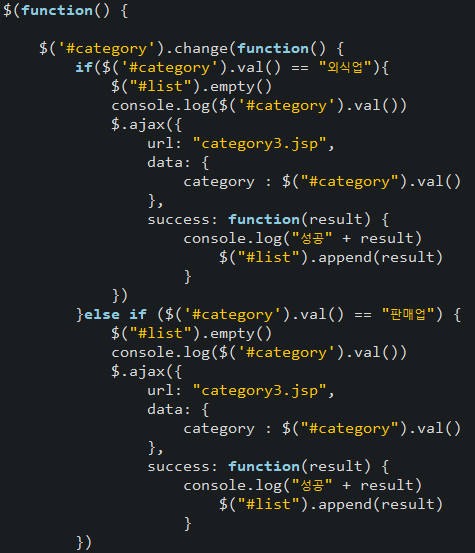 $(function() {
$('#category').change(function() {
if($('#category').val() == "외식업"){
$("#list").empty()
console.log($('#category').val())
$.ajax({
url: "category3.jsp",
data: {
category : $("#category").val()
},
success: function(result) {
console.log("성공" + result)
$("#list").append(result)
}
})
}else if ($('#category').val() == "판매업") {
$("#list").empty()
console.log($('#category').val())
$.ajax({
url: "category3.jsp",
data: {
category : $("#category").val()
},
success: function(result) {
console.log("성공" + result)
$("#list").append(result)
}
})